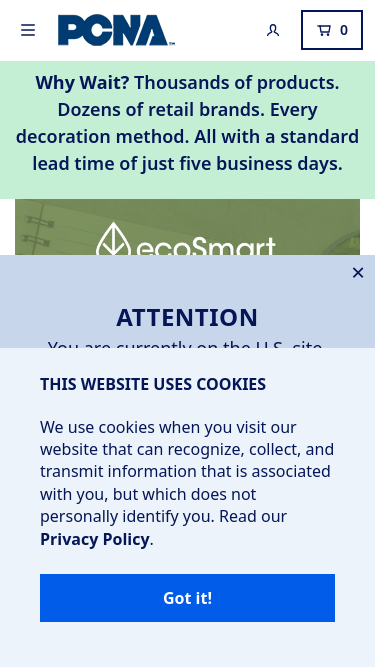 PCNA
0
Why Wait? Thousands of products.
Dozens of retail brands. Every
decoration method. All with a standard
lead time of just five business days.
ecoSmart
ATTENTION
You are currently on the U.S. site.
THIS WEBSITE USES COOKIES
We use cookies when you visit our
website that can recognize, collect, and
transmit information that is associated
with you, but which does not
personally identify you. Read our
Privacy Policy.
Got it!